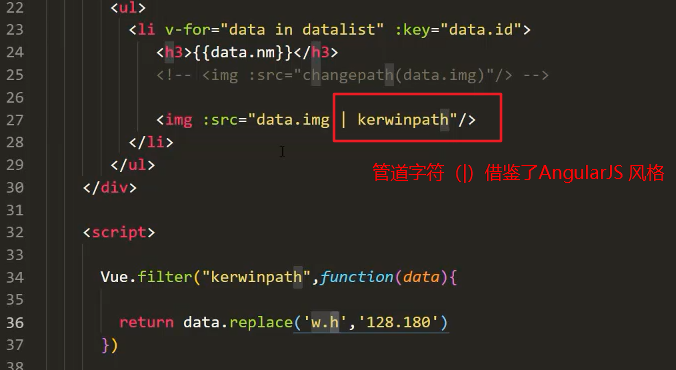 22 <ul>
23 <li v-for="data in datalist" :key="data.id">
24 <h3>{{data.nm}}</h3>
25 <!-- <img :src="changepath(data.img)"/> -->
26
27 <img :src="data.img | kerwinpath"/>
28 </li>
29 </ul>
管道字符（|）借鉴了AngularJS 风格
30 </div>
31
32 <script>
33
34 Vue.filter("kerwinpath",function(data){
35
36 return data.replace('w.h','128.180')
37 })
38